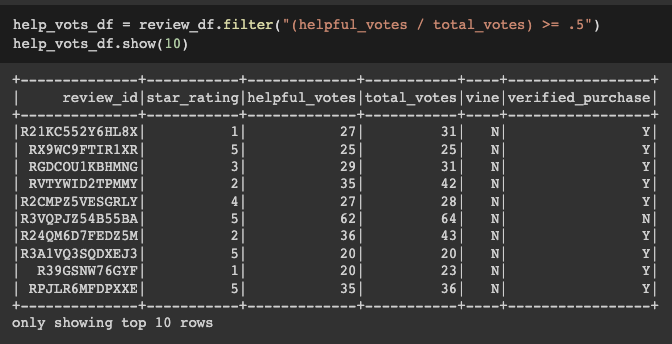 help_vots_df = review_df.filter("(helpful_votes / total_votes) >= .5")
help_vots_df.show(10)
+--------------+-----------+-------------+-----------+----+-----------------+
|     review_id|star_rating|helpful_votes|total_votes|vine|verified_purchase|
+--------------+-----------+-------------+-----------+----+-----------------+
|R21KC552Y6HL8X|          1|           27|         31|   N|                Y|
| RX9WC9FTIR1XR|          5|           25|         25|   N|                Y|
| RGDCOU1KBHMNG|          3|           29|         31|   N|                Y|
| RVTYWID2TPMMY|          2|           35|         42|   N|                Y|
|R2CMPZ5VESGRLY|          4|           27|         28|   N|                Y|
|R3VQPJZ54B55BA|          5|           62|         64|   N|                N|
|R24QM6D7FEDZ5M|          2|           36|         43|   N|                Y|
|R3A1VQ3SQDXEJ3|          5|           20|         20|   N|                Y|
|  R39GSNW76GYF|          1|           20|         23|   N|                Y|
| RPJLR6MFDPXXE|          5|           35|         36|   N|                Y|
+--------------+-----------+-------------+-----------+----+-----------------+
only showing top 10 rows